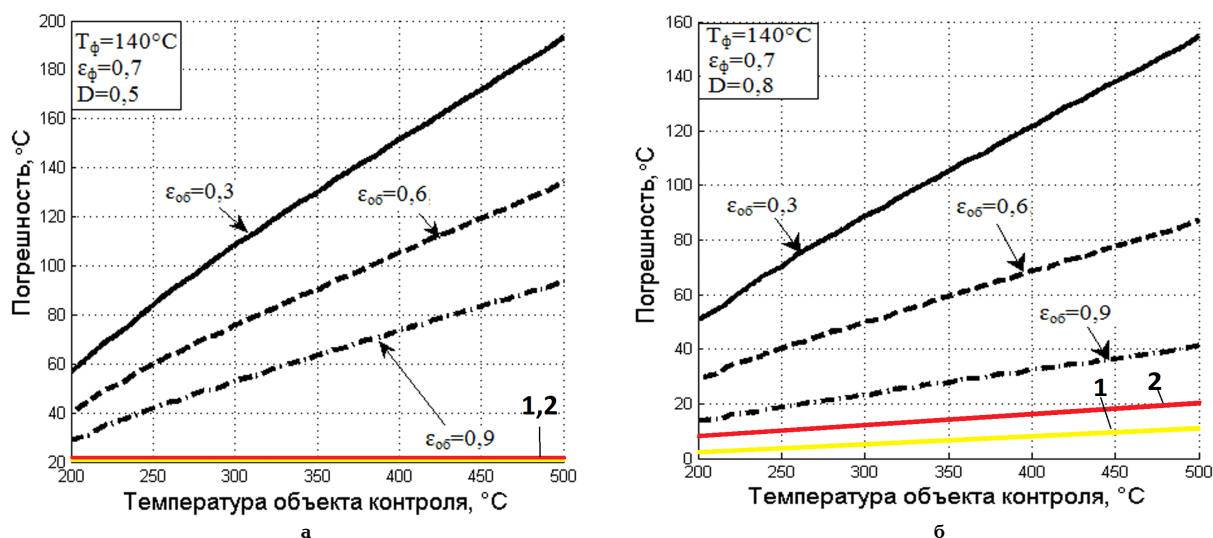 Погрешность, °С
200
180
160
140
120
100
80
60
40
20
Tф=140°С
εф=0,7
D=0,5
εоб=0,3
εоб=0,6
εоб=0,9
1,2
200 250 300 350 400 450 500
Температура объекта контроля, °С
а
Погрешность, °С
160
140
120
100
80
60
40
20
0
Tф=140°С
εф=0,7
D=0,8
εоб=0,3
εоб=0,6
εоб=0,9
1
2
200 250 300 350 400 450 500
Температура объекта контроля, °С
б